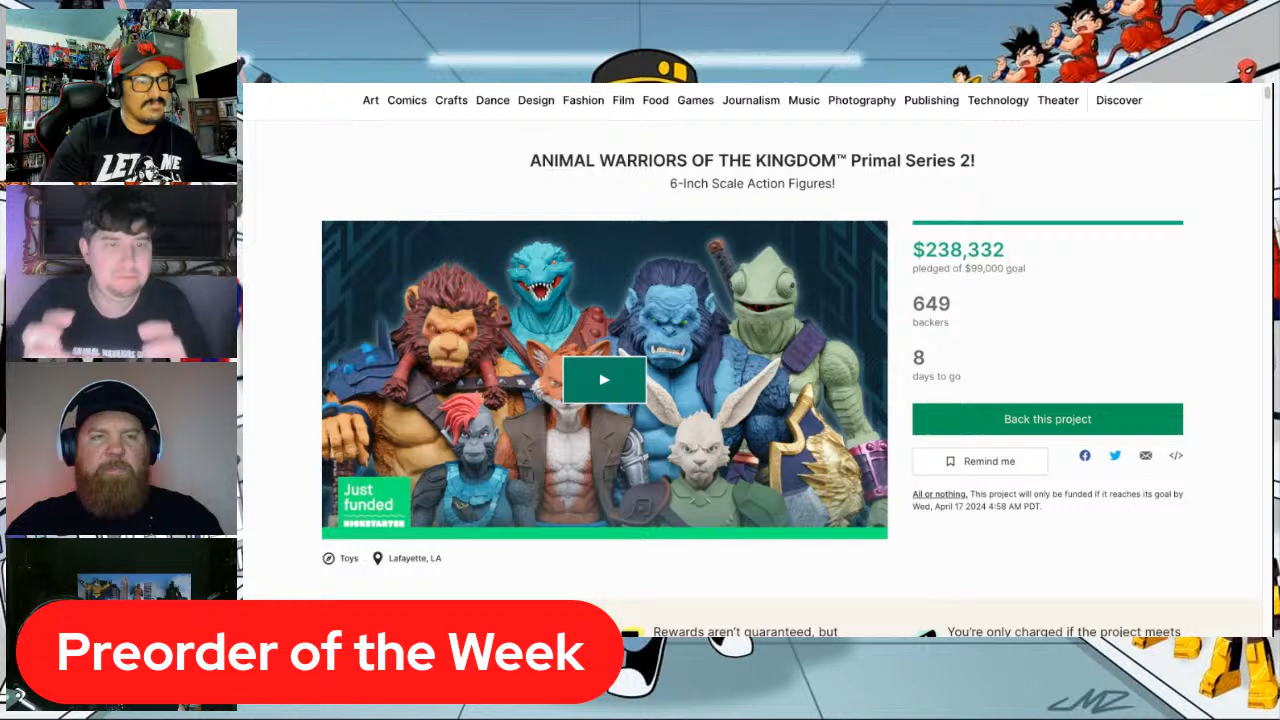 Art Comics Crafts Dance Design Fashion Film Food Games Journalism Music Photography Publishing Technology Theater Discover
ANIMAL WARRIORS OF THE KINGDOM™ Primal Series 2!
6-Inch Scale Action Figures!
$238,332
pledged of $99,000 goal
649
backers
8
days to go
Back this project
Remind me
All or nothing. This project will only be funded if it reaches its goal by
Wed, April 17 2024 4:58 AM PDT.
Just
funded
KICKSTARTER
Toys Lafayette, LA
Rewards aren't guaranteed, but
You're only charged if the project meets
LET ME
ANIMAL WARRIORS OF
Preorder of the Week